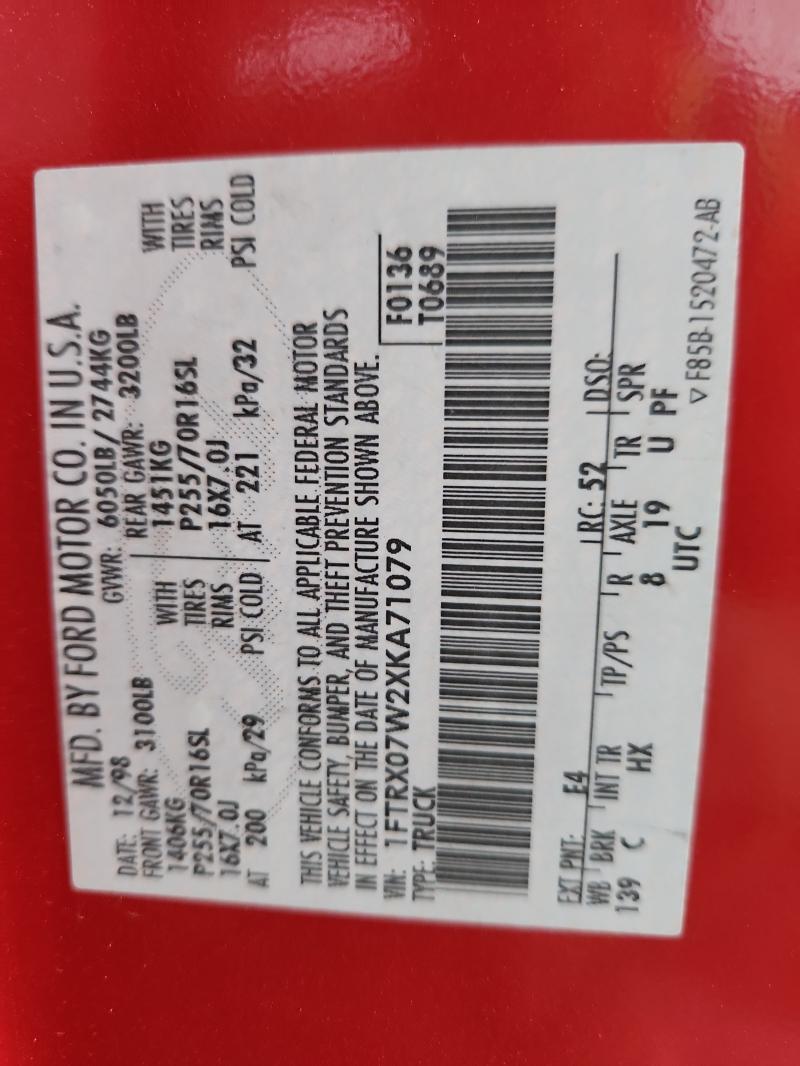 MFD. BY FORD MOTOR CO. IN U.S.A.
DATE: 12/98 GVWR: 6050LB/ 2744KG
FRONT GAWR: 3100LB REAR GAWR: 3200LB
1406KG WITH 1451KG WITH
P255/70R16SL TIRES P255/70R16SL TIRES
16X7.0J RIMS 16X7.0J RIMS
AT 200 kPa/29 PSI COLD AT 221 kPa/32 PSI COLD
THIS VEHICLE CONFORMS TO ALL APPLICABLE FEDERAL MOTOR
VEHICLE SAFETY, BUMPER, AND THEFT PREVENTION STANDARDS
IN EFFECT ON THE DATE OF MANUFACTURE SHOWN ABOVE.
VIN: 1FTRX07W2XKA71079 F0136
TYPE: TRUCK T0689
EXT PNT: E4 RC: 52 DSO:
WB BRK INT TR TP/PS R AXLE TR SPR
139 C HX 8 19 U PF
UTC
▽ F85B-1520472-AB